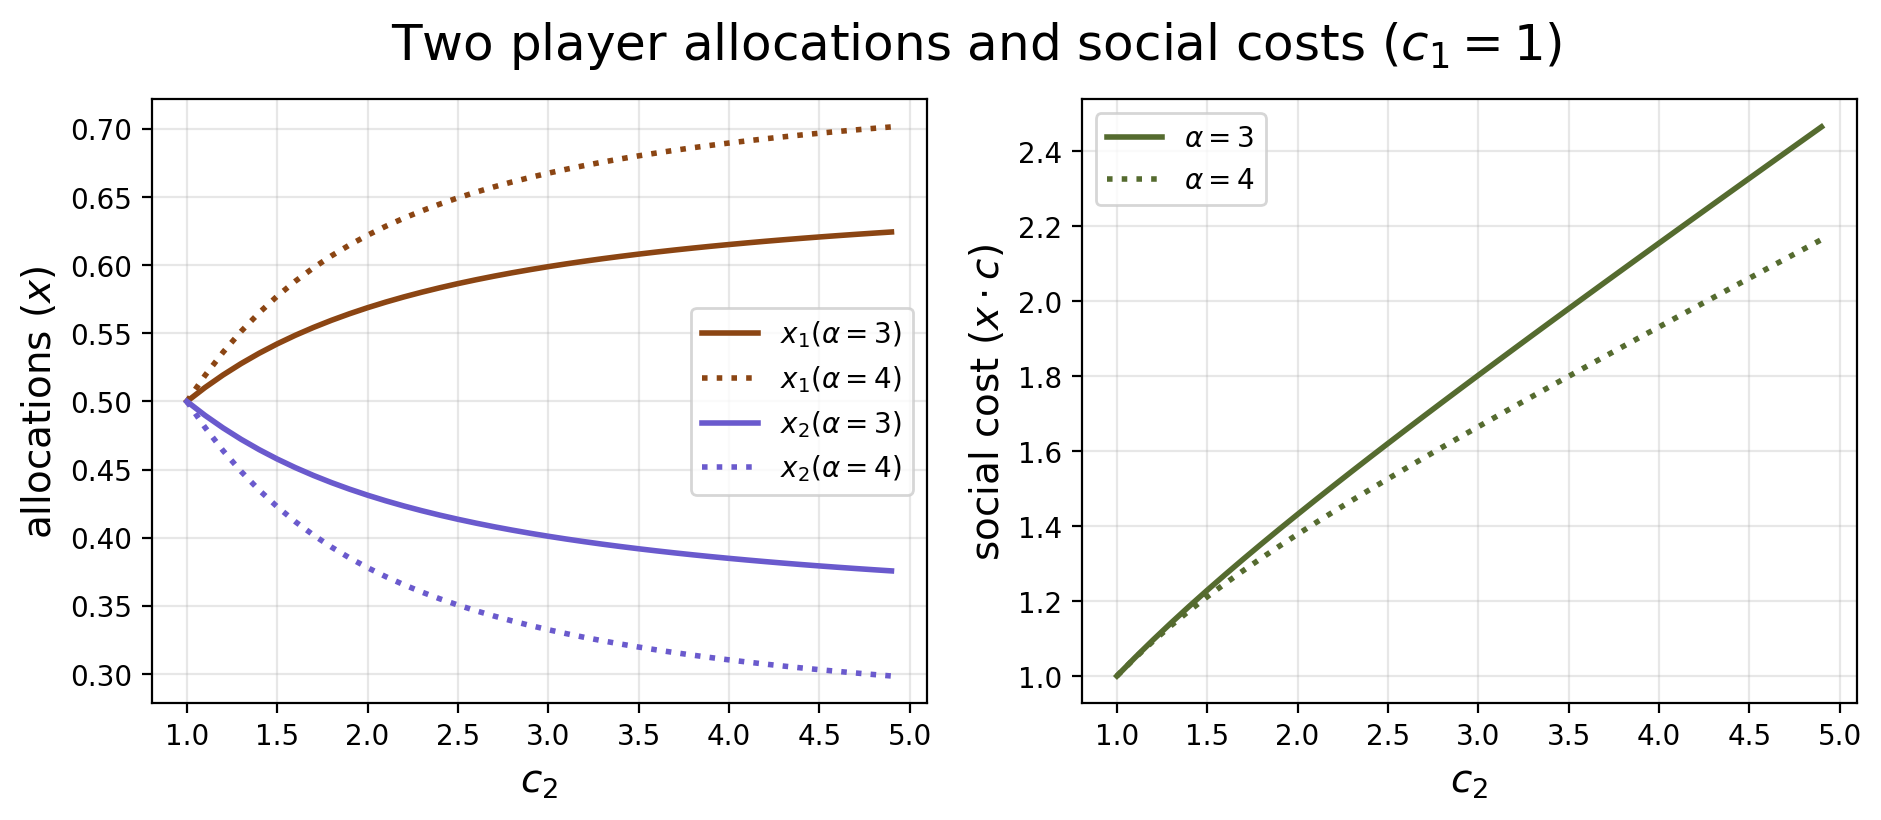 Two player allocations and social costs (c₁ = 1)
allocations (x)
0.70
0.65
0.60
0.55
0.50
0.45
0.40
0.35
0.30
x₁(α = 3)
x₁(α = 4)
x₂(α = 3)
x₂(α = 4)
1.0 1.5 2.0 2.5 3.0 3.5 4.0 4.5 5.0
c₂
social cost (x · c)
2.4
2.2
2.0
1.8
1.6
1.4
1.2
1.0
α = 3
α = 4
1.0 1.5 2.0 2.5 3.0 3.5 4.0 4.5 5.0
c₂